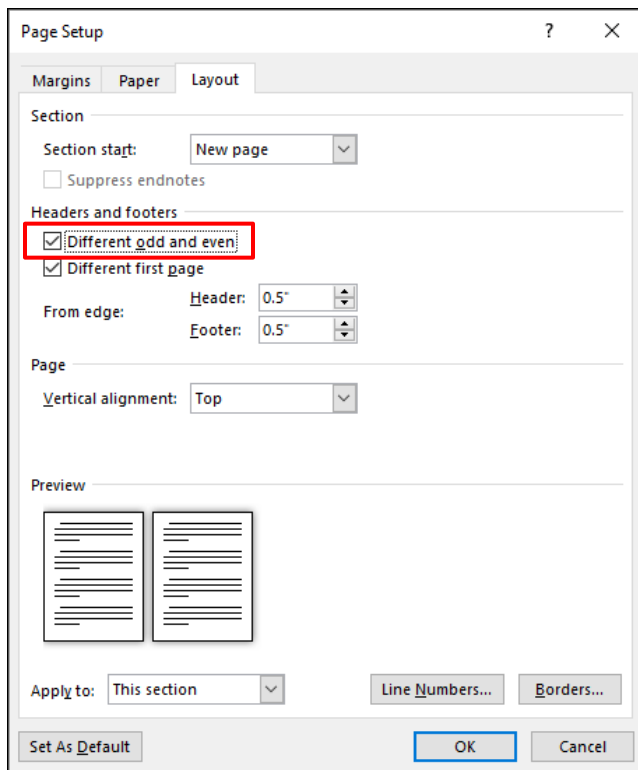 Page Setup
?
Margins Paper Layout
Section
Section start: New page
Suppress endnotes
Headers and footers
Different odd and even
Different first page
From edge:
Header: 0.5"
Footer: 0.5"
Page
Vertical alignment: Top
Preview
Apply to: This section Line Numbers... Borders...
Set As Default OK Cancel